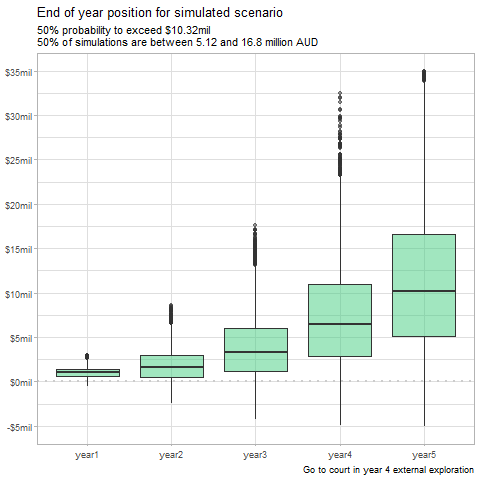 End of year position for simulated scenario
50% probability to exceed $10.32mil
50% of simulations are between 5.12 and 16.8 million AUD
$35mil
$30mil
$25mil
$20mil
$15mil
$10mil
$5mil
$0mil
-$5mil
year1 year2 year3 year4 year5
Go to court in year 4 external exploration